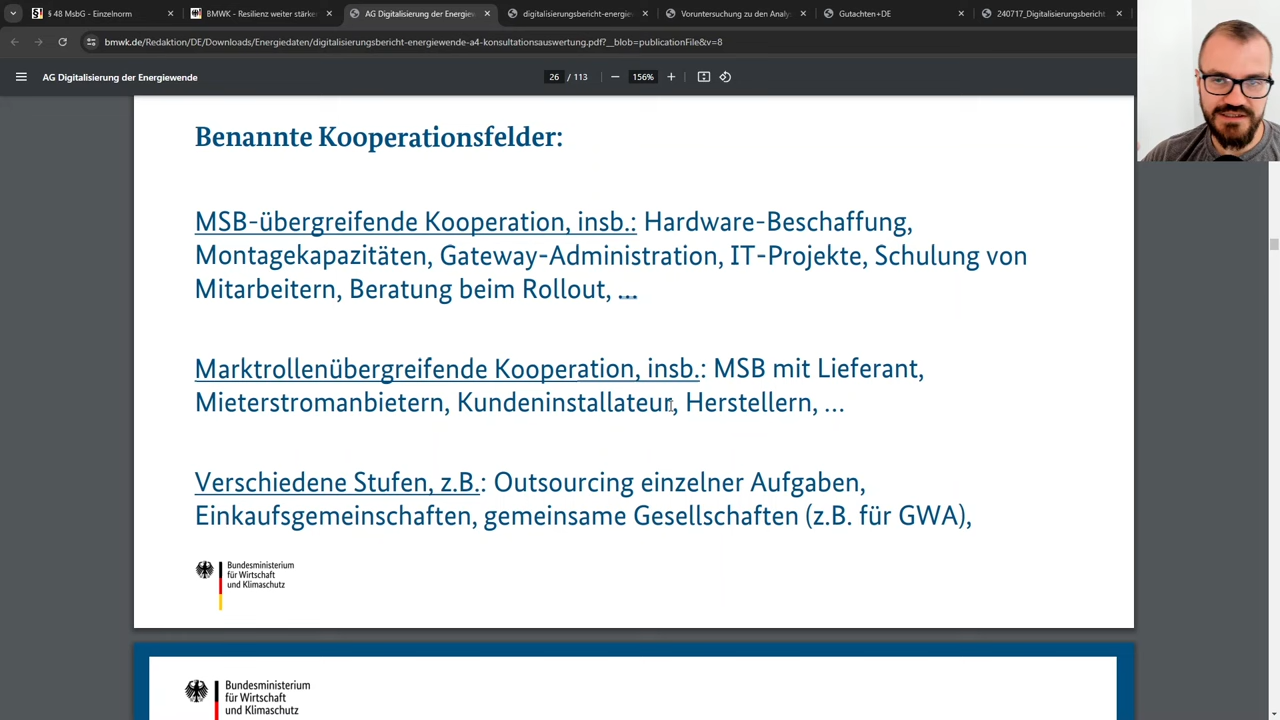 § 48 MsbG - Einzelnorm
BMWK - Resilienz weiter stärke
AG Digitalisierung der Energiew
digitalisierungsbericht-energiew
Voruntersuchung zu den Analy
Gutachten+DE
240717_Digitalisierungsbericht
bmwk.de/Redaktion/DE/Downloads/Energiedaten/digitalisierungsbericht-energiewende-a4-konsultationsauswertung.pdf?__blob=publicationFile&v=8
AG Digitalisierung der Energiewende
26 / 113
156%
Benannte Kooperationsfelder:
MSB-übergreifende Kooperation, insb.: Hardware-Beschaffung,
Montagekapazitäten, Gateway-Administration, IT-Projekte, Schulung von
Mitarbeitern, Beratung beim Rollout, ...
Marktrollenübergreifende Kooperation, insb.: MSB mit Lieferant,
Mieterstromanbietern, Kundeninstallateur, Herstellern, ...
Verschiedene Stufen, z.B.: Outsourcing einzelner Aufgaben,
Einkaufsgemeinschaften, gemeinsame Gesellschaften (z.B. für GWA),
Bundesministerium
für Wirtschaft
und Klimaschutz
Bundesministerium
für Wirtschaft
und Klimaschutz